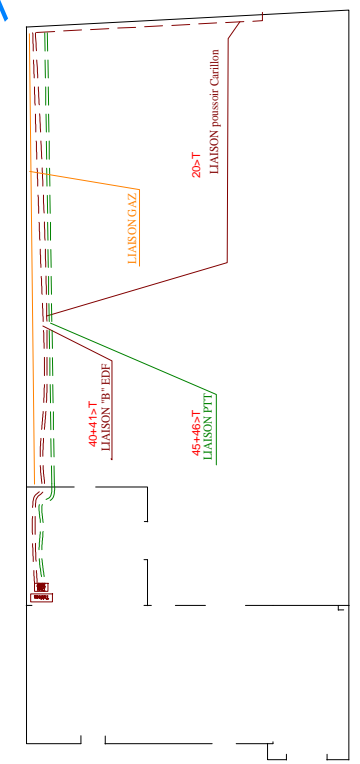 20>T
LIAISON poussoir Carillon
LIAISON GAZ
40+41>T
LIAISON "B" EDF
45+46>T
LIAISON PTT